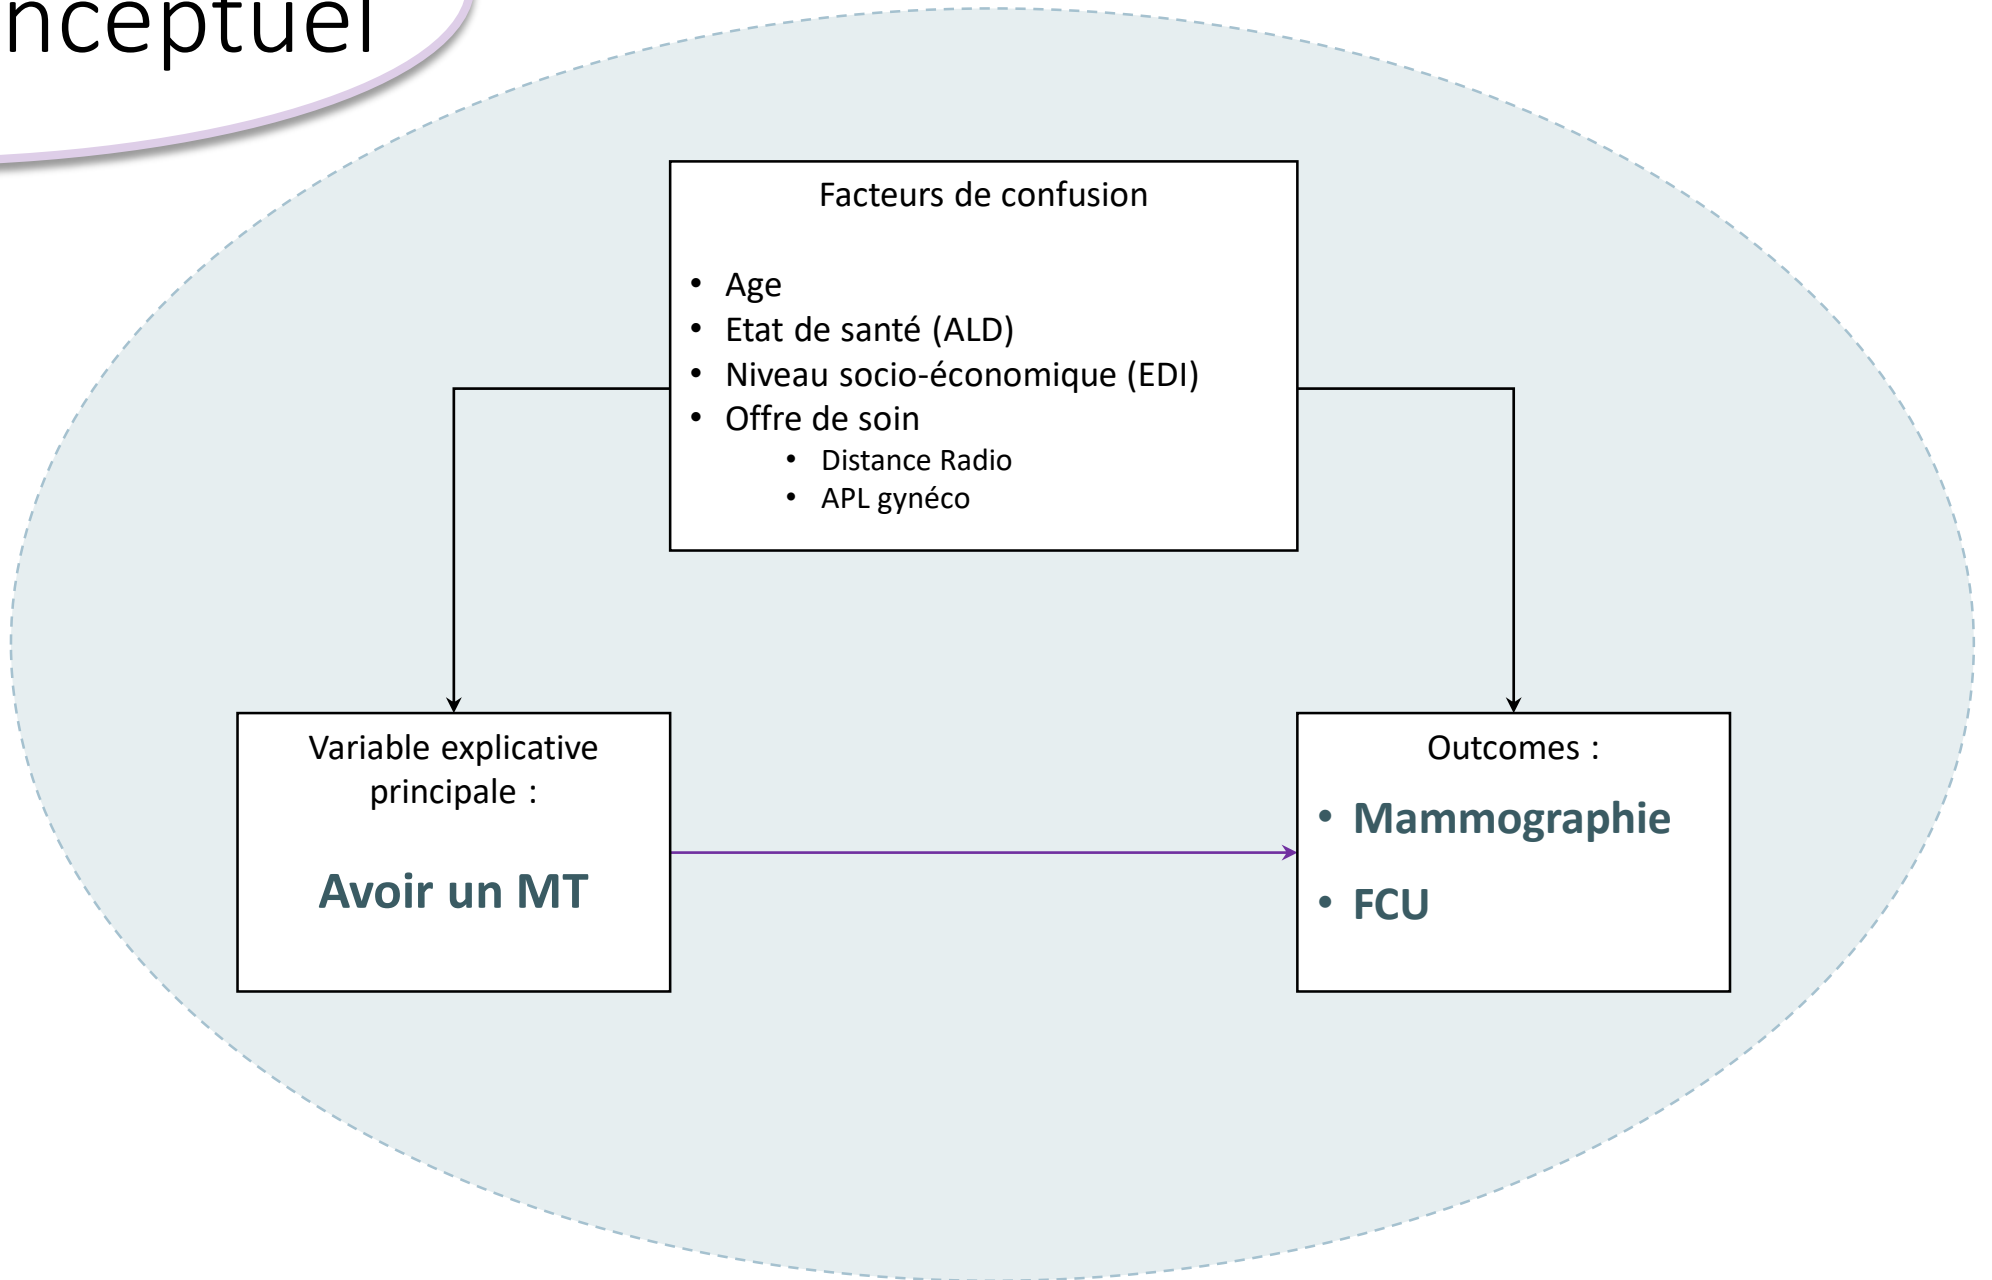 nceptuel
Facteurs de confusion
• Age
• Etat de santé (ALD)
• Niveau socio-économique (EDI)
• Offre de soin
• Distance Radio
• APL gynéco
Variable explicative
principale :
Avoir un MT
Outcomes :
• Mammographie
• FCU